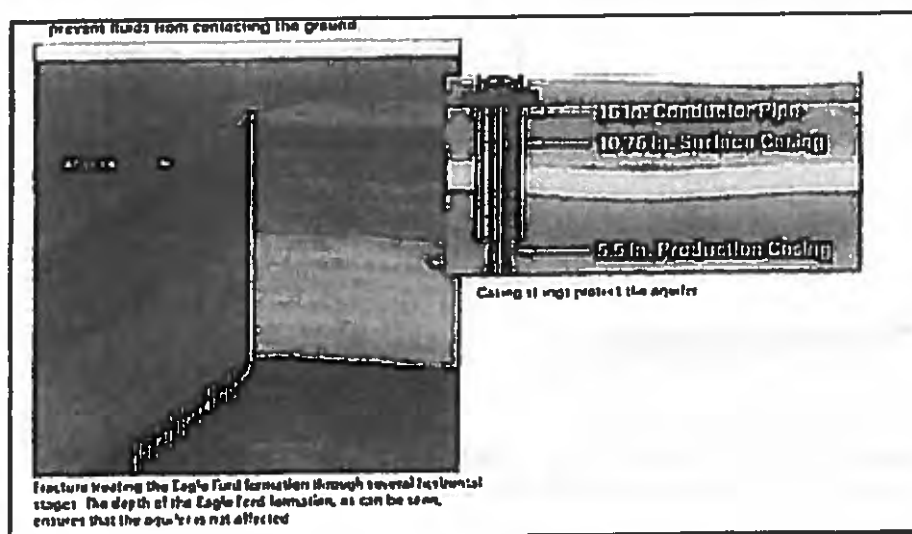 prevent fluids from contacting the ground.
16 in. Conductor Pipe
10.75 in. Surface Casing
5.5 in. Production Casing
Casing strings protect the aquifer
Fracture treating the Eagle Ford formation through several horizontal
stages. The depth of the Eagle Ford formation, as can be seen,
ensures that the aquifer is not affected